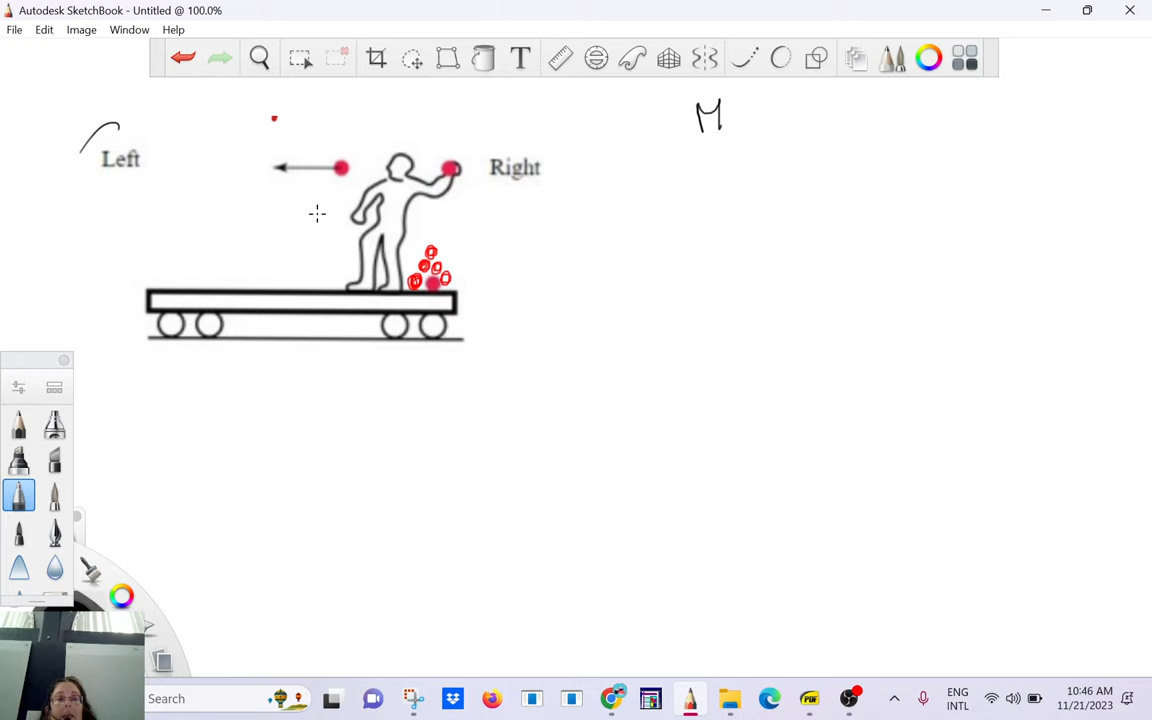 Autodesk SketchBook - Untitled @ 100.0%
File Edit Image Window Help
T
M
Left
Right
Search
PDF
ENG
INTL
10:46 AM
11/21/2023